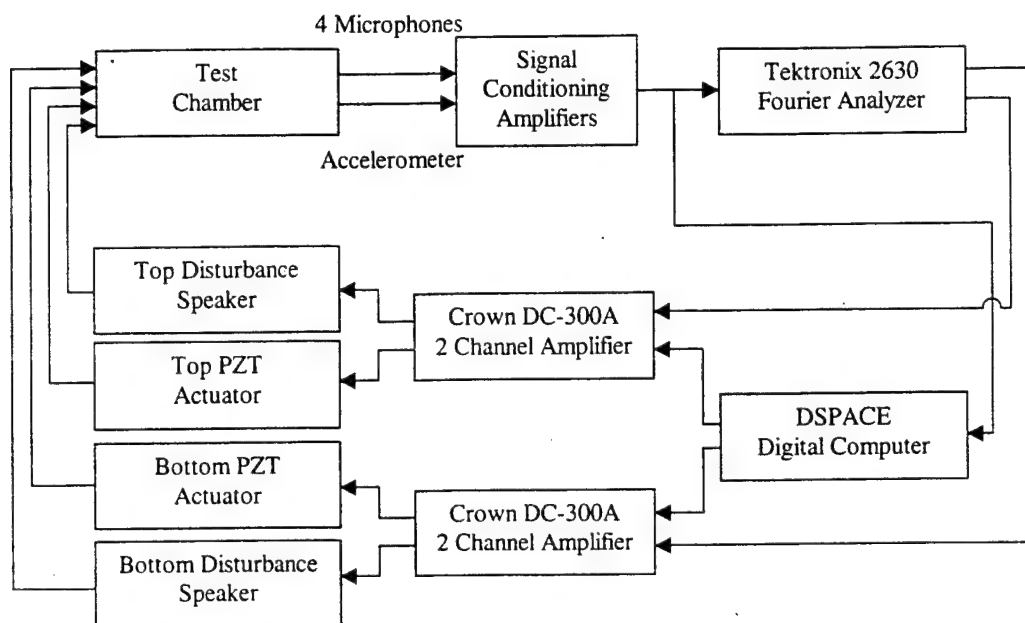 4 Microphones
Test
Chamber
Signal
Conditioning
Amplifiers
Tektronix 2630
Fourier Analyzer
Accelerometer
Top Disturbance
Speaker
Crown DC-300A
2 Channel Amplifier
Top PZT
Actuator
DSPACE
Digital Computer
Bottom PZT
Actuator
Crown DC-300A
2 Channel Amplifier
Bottom Disturbance
Speaker